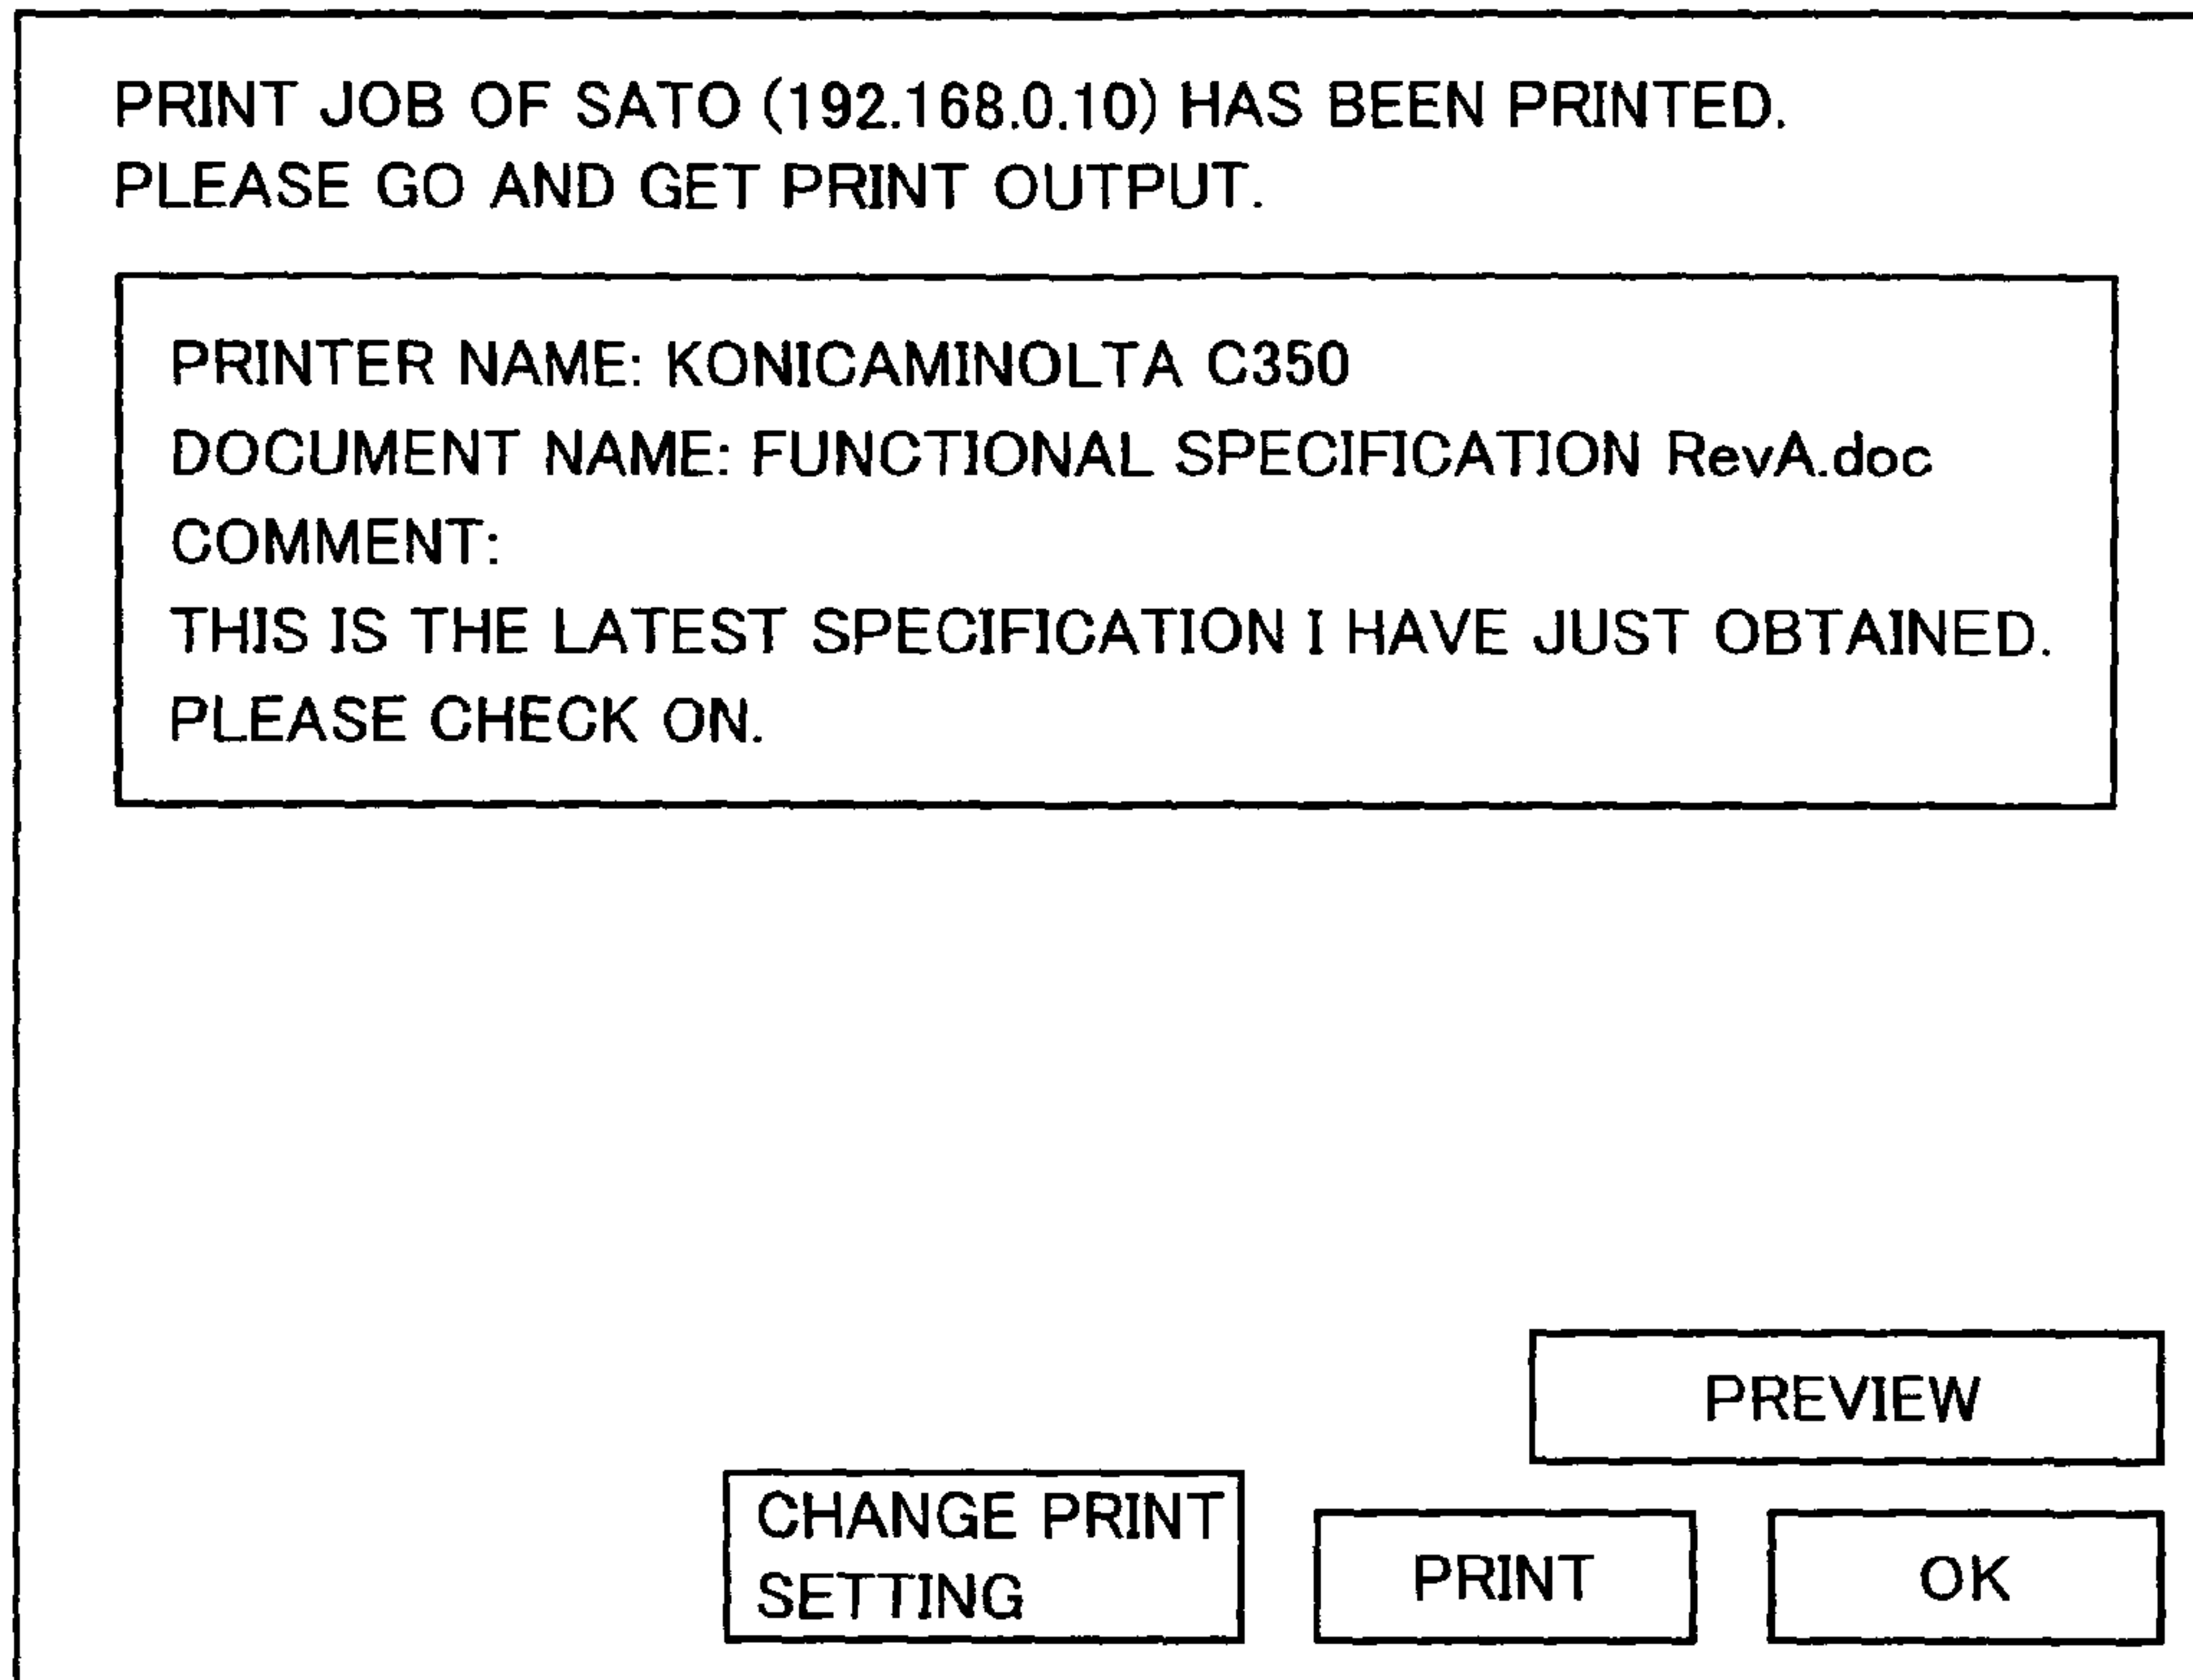 PRINT JOB OF SATO (192.168.0.10) HAS BEEN PRINTED.
PLEASE GO AND GET PRINT OUTPUT.
PRINTER NAME: KONICAMINOLTA C350
DOCUMENT NAME: FUNCTIONAL SPECIFICATION RevA.doc
COMMENT:
THIS IS THE LATEST SPECIFICATION I HAVE JUST OBTAINED.
PLEASE CHECK ON.
PREVIEW
CHANGE PRINT
SETTING
PRINT
OK